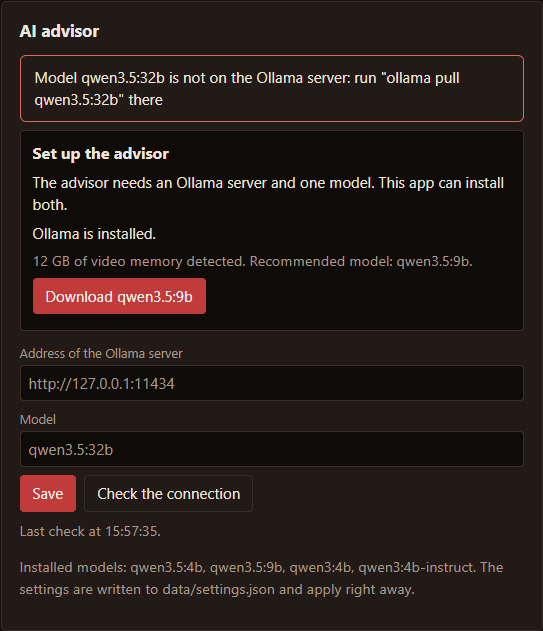 AI advisor
Model qwen3.5:32b is not on the Ollama server: run "ollama pull
qwen3.5:32b" there
Set up the advisor
The advisor needs an Ollama server and one model. This app can install
both.
Ollama is installed.
12 GB of video memory detected. Recommended model: qwen3.5:9b.
Download qwen3.5:9b
Address of the Ollama server
http://127.0.0.1:11434
Model
qwen3.5:32b
Save
Check the connection
Last check at 15:57:35.
Installed models: qwen3.5:4b, qwen3.5:9b, qwen3:4b, qwen3:4b-instruct. The
settings are written to data/settings.json and apply right away.